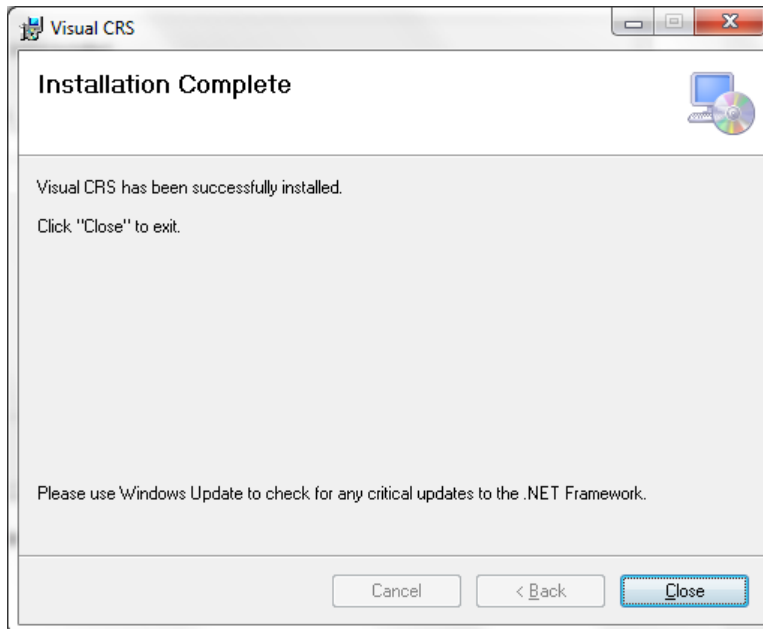 Visual CRS
Installation Complete
Visual CRS has been successfully installed.
Click "Close" to exit.
Please use Windows Update to check for any critical updates to the .NET Framework.
Cancel
< Back
Close